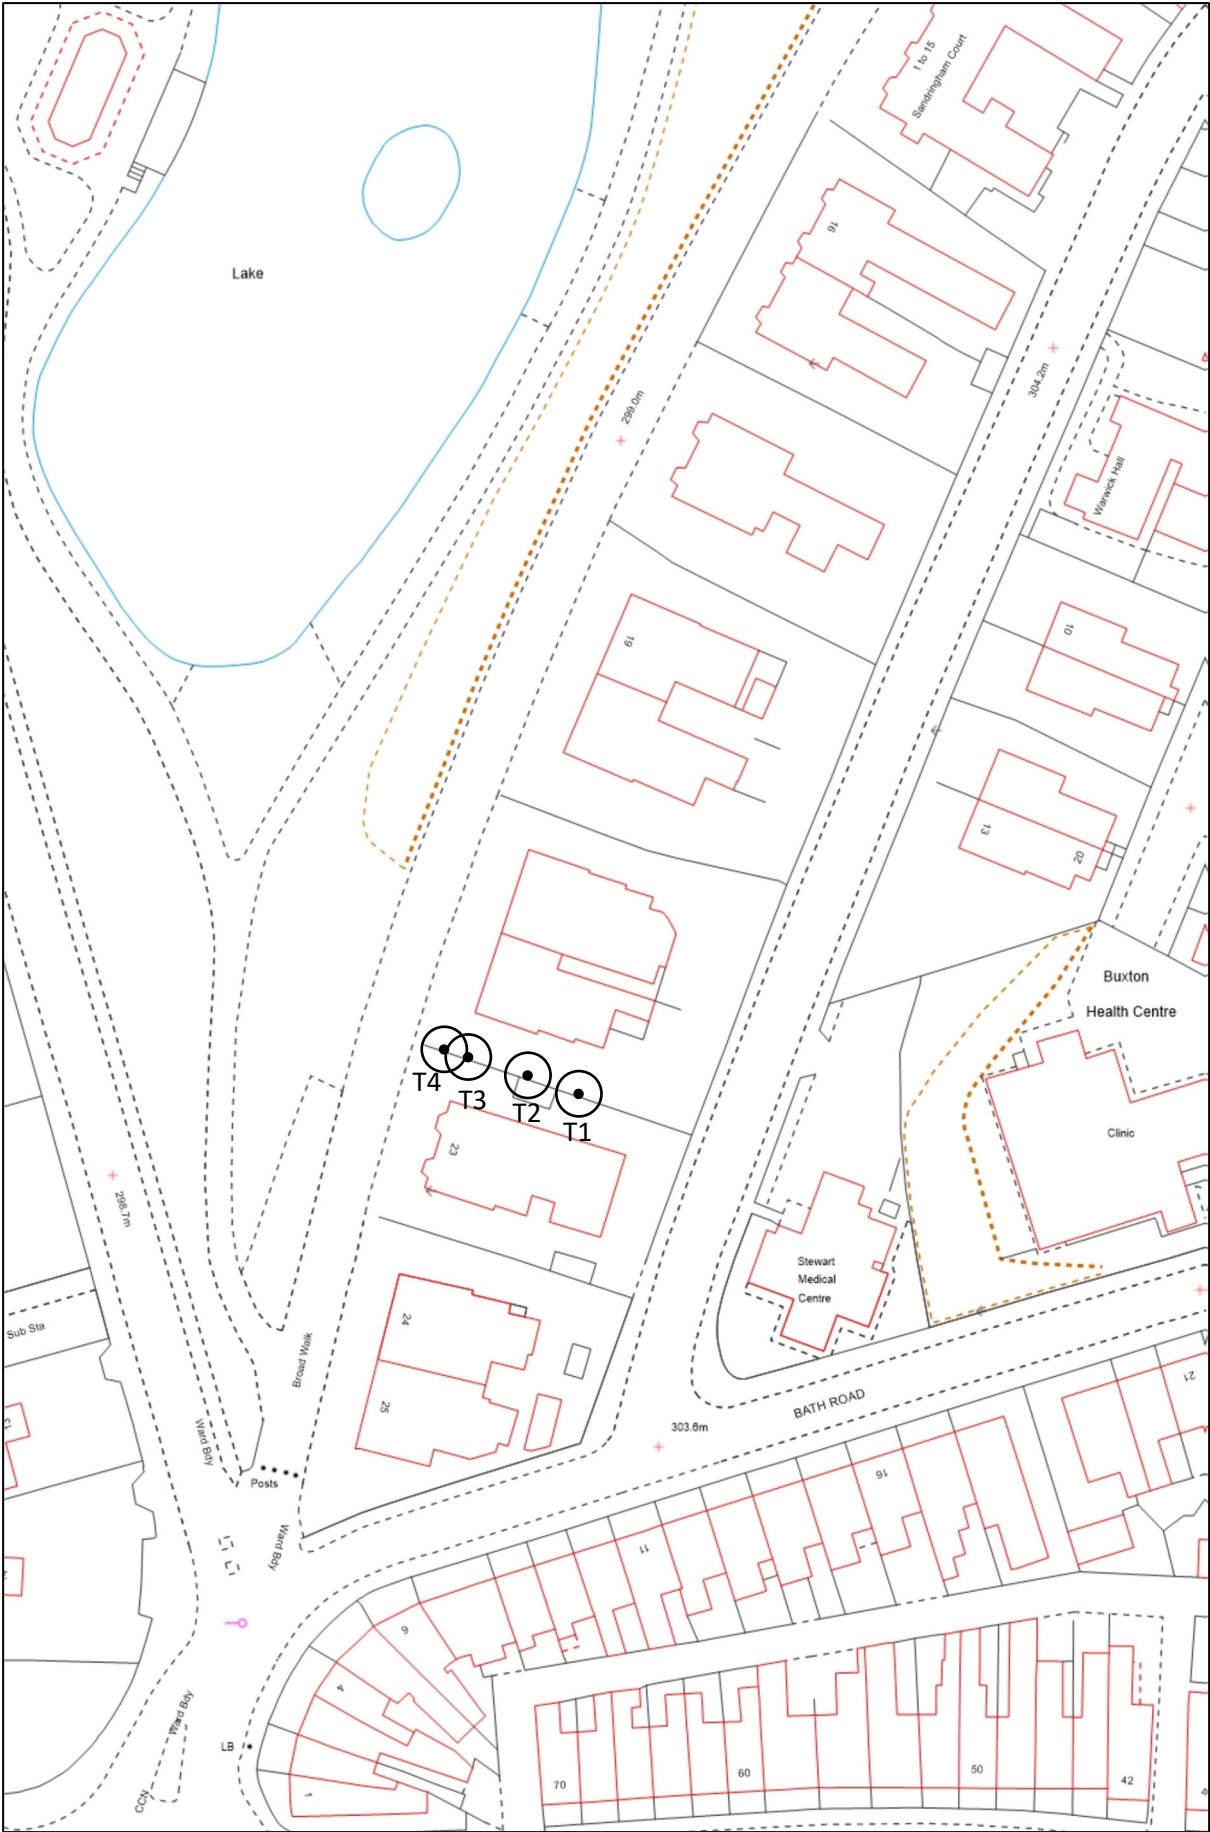 1 to 15
Sandringham Court
16
Lake
304.2m
299.0m
Warwick Hall
19
10
13
20
Buxton
Health Centre
T4
T3
T2
T1
Clinic
23
298.7m
Stewart
Medical
Centre
Sub Sta
24
Broad Walk
25
BATH ROAD
303.6m
21
Ward Bdy
Posts
16
11
Ward Bdy
6
4
Ward Bdy
LB
70
60
50
42
1
CCN